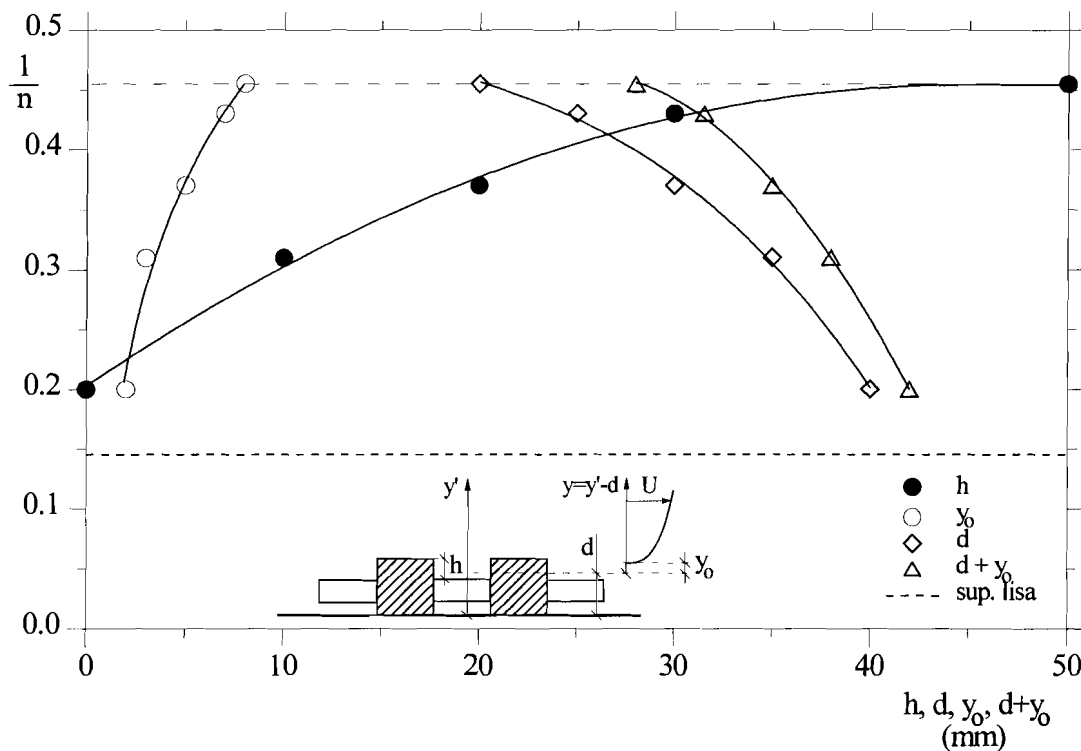 0.5
1
n
0.4
0.3
0.2
0.1
0.0
y'
y=y'-d
U
h
d
y₀
h
y₀
d
d + y₀
sup. lisa
0
10
20
30
40
50
h, d, y₀, d+y₀
(mm)